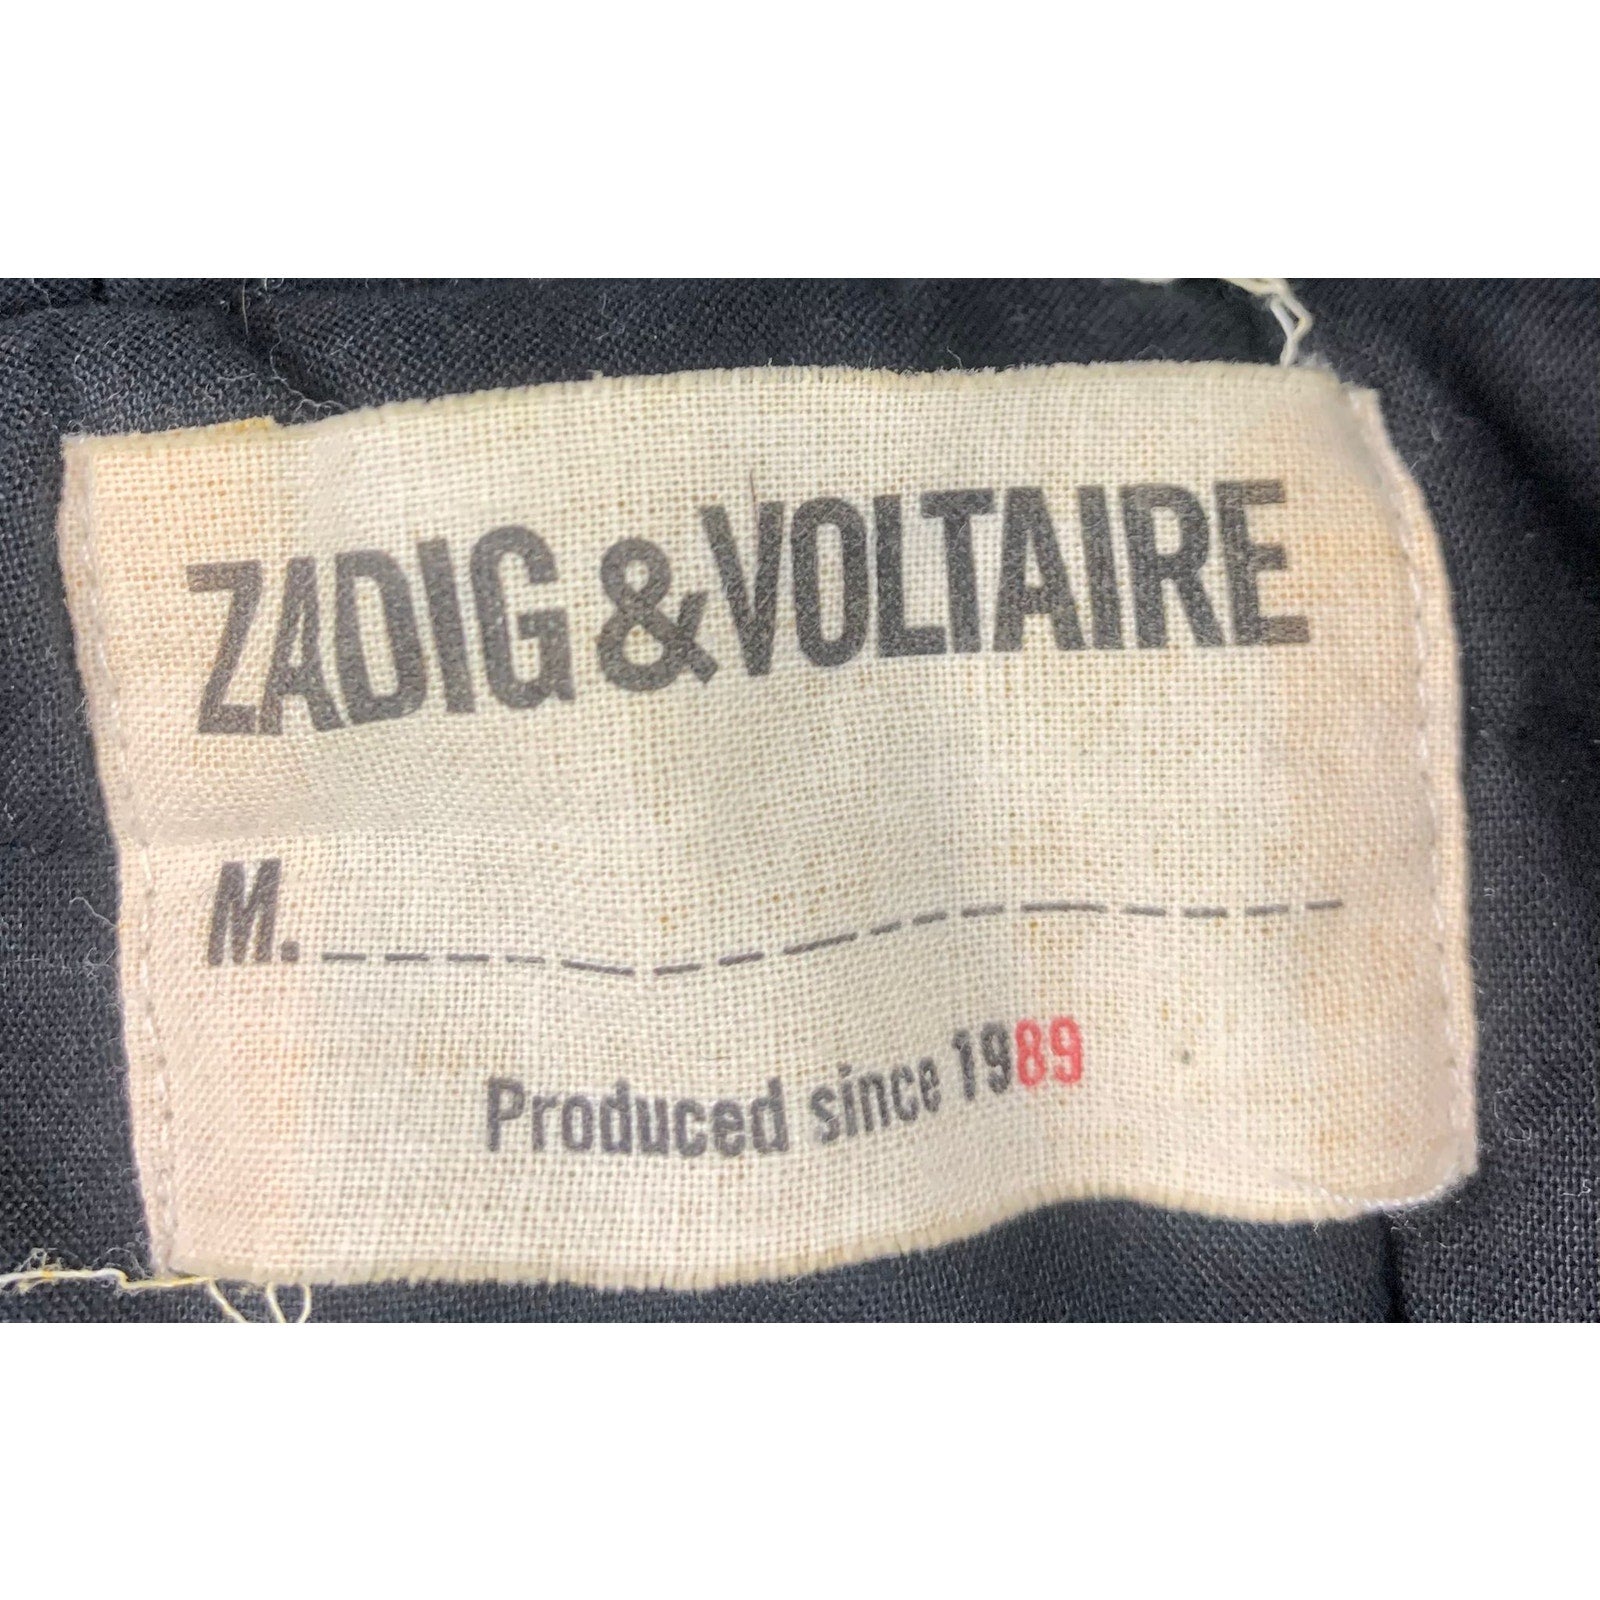 ZADIG & VOLTAIRE
M.
Produced since 1989